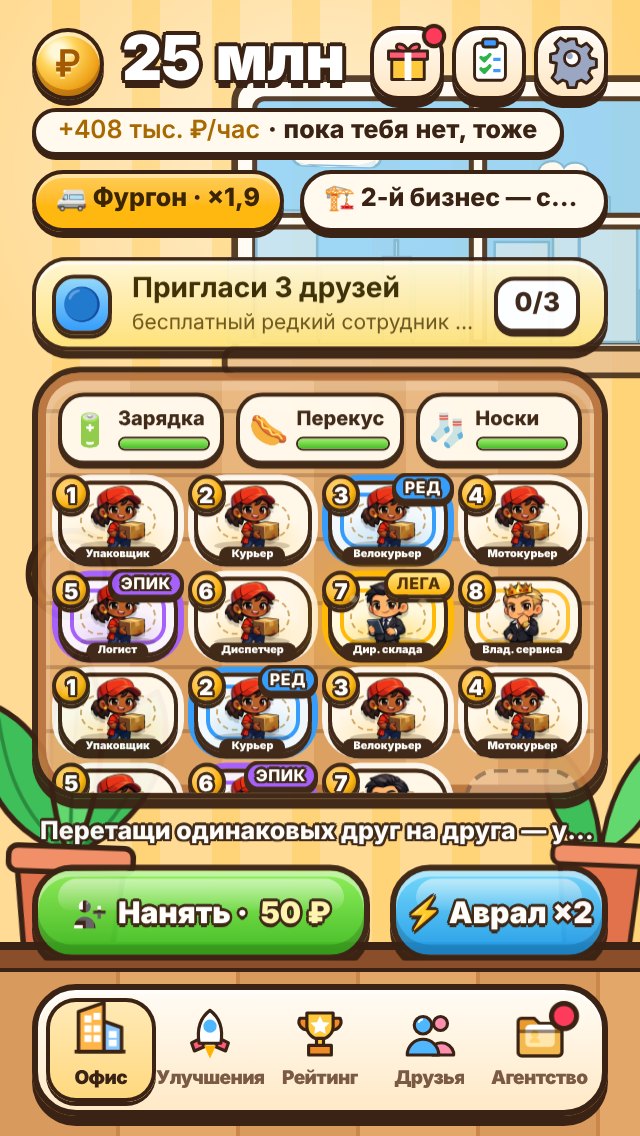 25 млн
+408 тыс. ₽/час · пока тебя нет, тоже
Фургон · ×1,9
2-й бизнес — с...
Пригласи 3 друзей
бесплатный редкий сотрудник ...
0/3
Зарядка
Перекус
Носки
1
2
3 РЕД
4
Упаковщик
Курьер
Велокурьер
Мотокурьер
5 ЭПИК
6
7 ЛЕГА
8
Логист
Диспетчер
Дир. склада
Влад. сервиса
1
2 РЕД
3
4
Упаковщик
Курьер
Велокурьер
Мотокурьер
5
6 ЭПИК
7
Перетащи одинаковых друг на друга — у...
Нанять · 50 ₽
Аврал ×2
Офис
Улучшения
Рейтинг
Друзья
Агентство